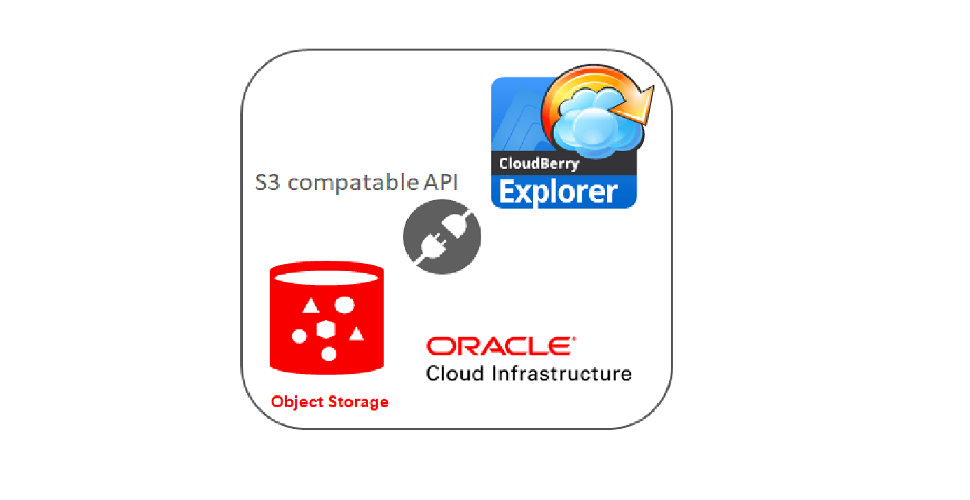 CloudBerry
Explorer
S3 compatable API
ORACLE
Cloud Infrastructure
Object Storage